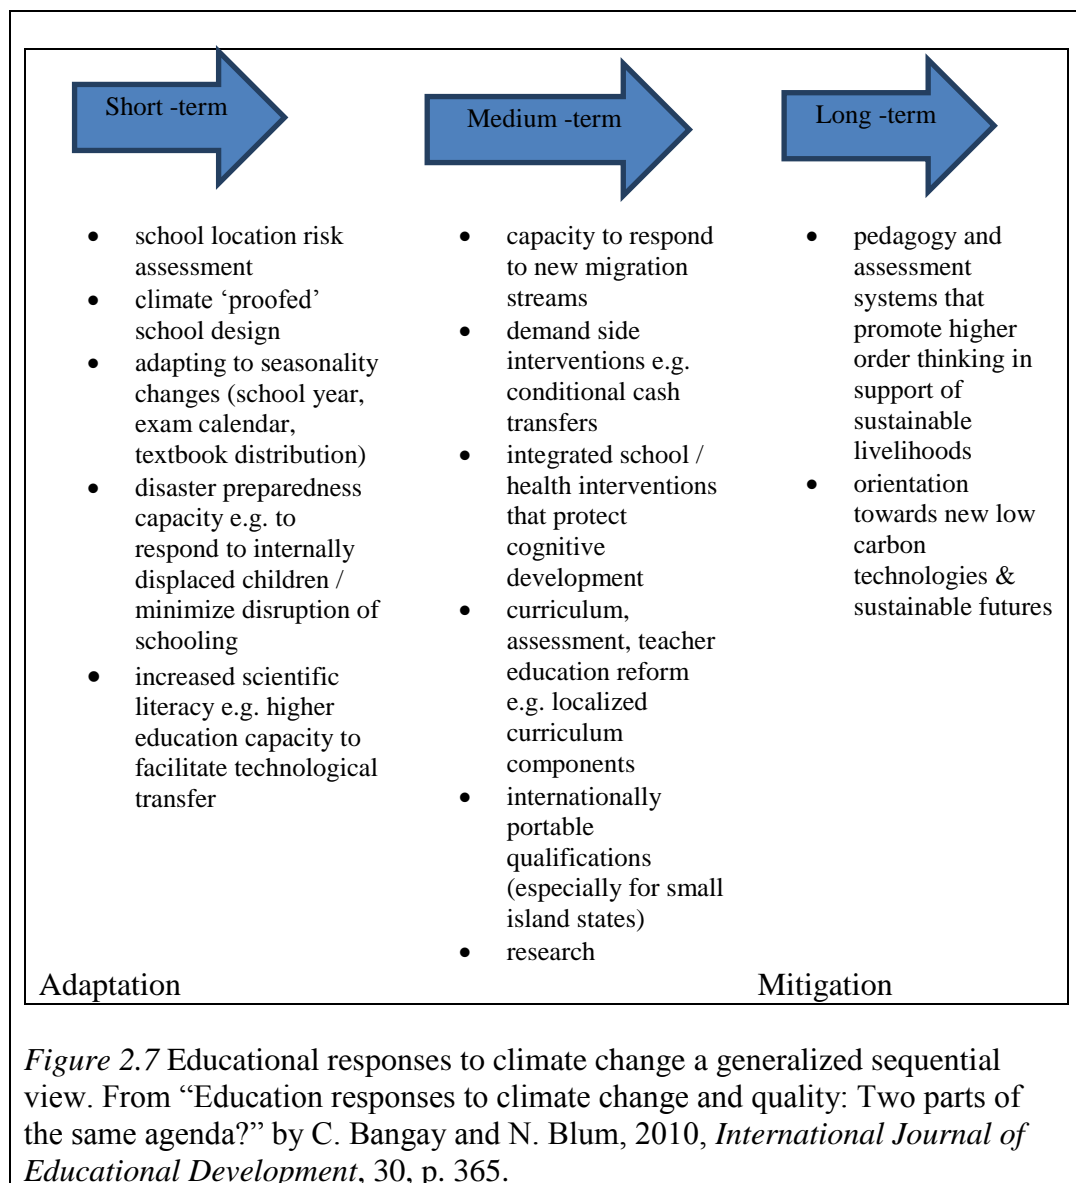 Short -term
school location risk
assessment
climate ‘proofed’
school design
adapting to seasonality
changes (school year,
exam calendar,
textbook distribution)
disaster preparedness
capacity e.g. to
respond to internally
displaced children /
minimize disruption of
schooling
increased scientific
literacy e.g. higher
education capacity to
facilitate technological
transfer
Adaptation
Medium -term
capacity to respond
to new migration
streams
demand side
interventions e.g.
conditional cash
transfers
integrated school /
health interventions
that protect
cognitive
development
curriculum,
assessment, teacher
education reform
e.g. localized
curriculum
components
internationally
portable
qualifications
(especially for small
island states)
research
Long -term
pedagogy and
assessment
systems that
promote higher
order thinking in
support of
sustainable
livelihoods
orientation
towards new low
carbon
technologies &
sustainable futures
Mitigation
Figure 2.7 Educational responses to climate change a generalized sequential
view. From “Education responses to climate change and quality: Two parts of
the same agenda?” by C. Bangay and N. Blum, 2010, International Journal of
Educational Development, 30, p. 365.